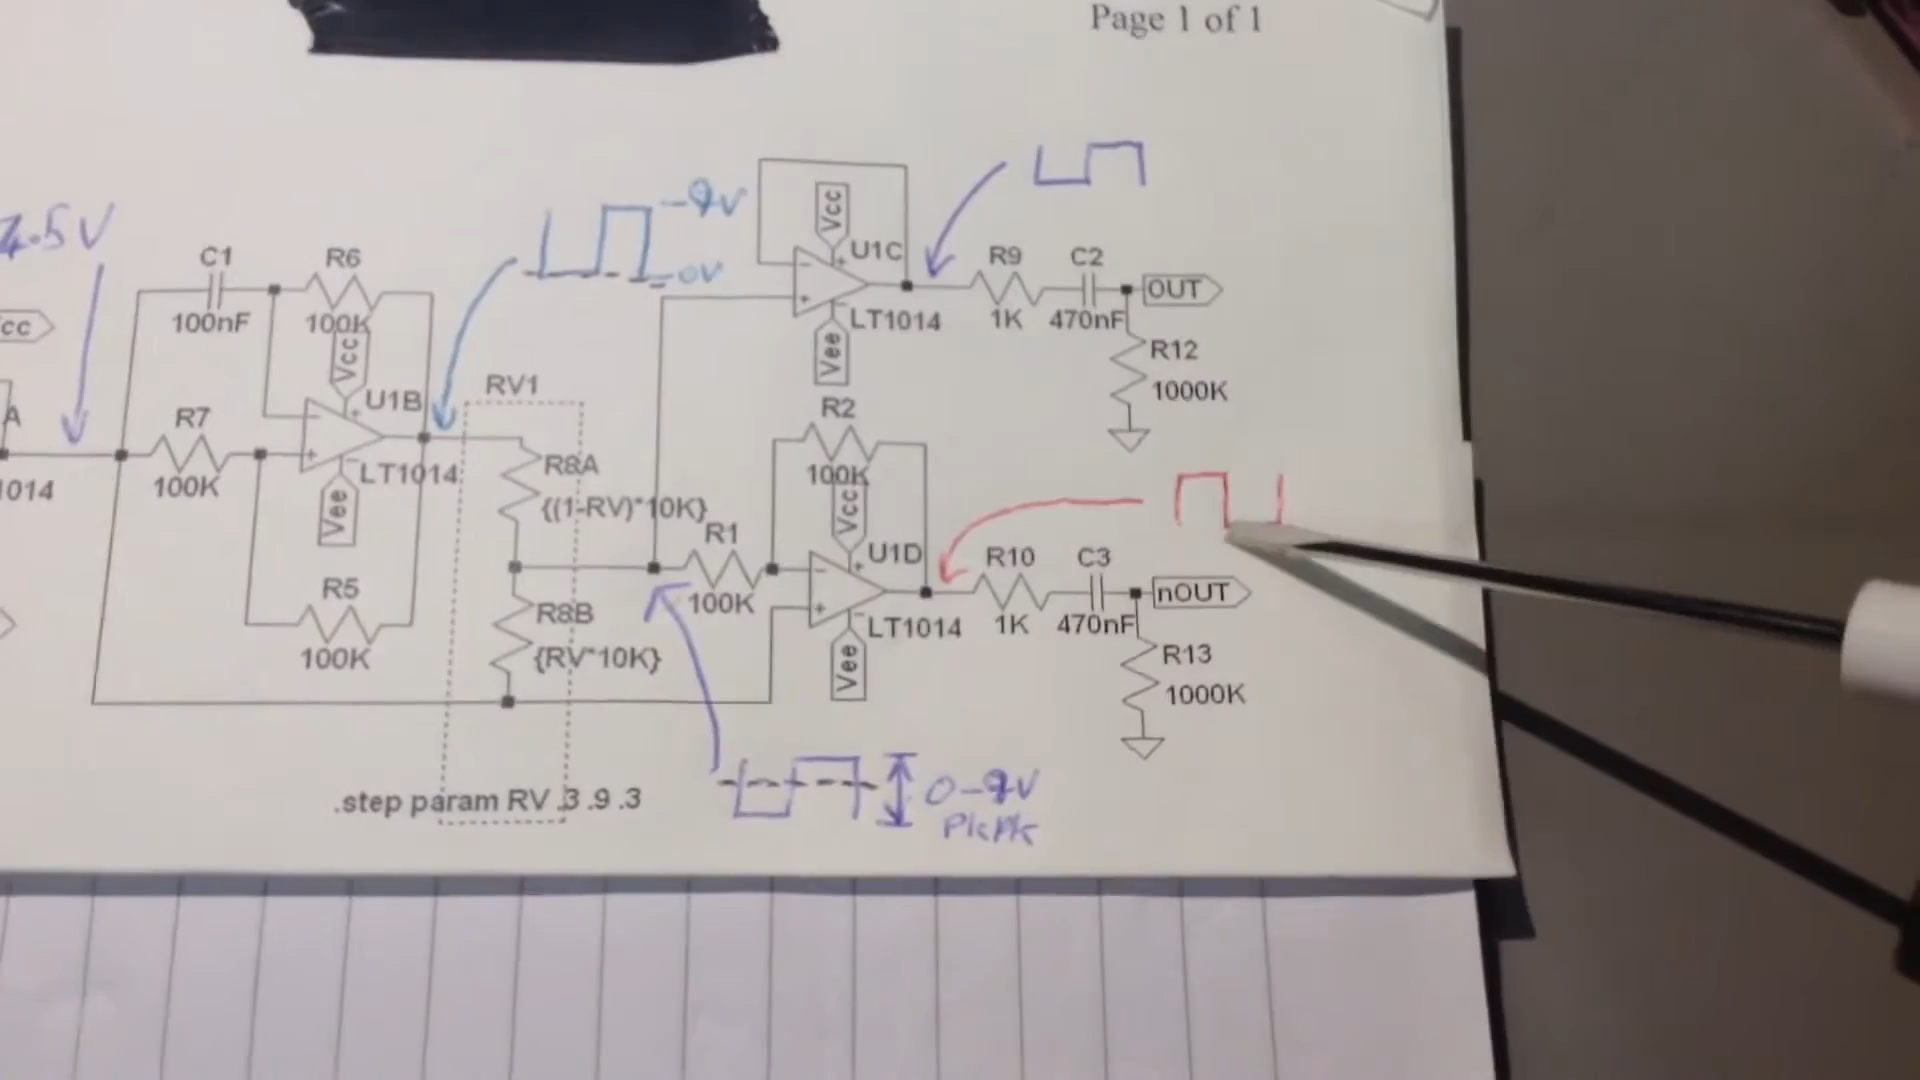 Page 1 of 1
4.5V
-9V
-0V
cc
A
1014
C1
100nF
R6
100K
Vcc
U1B
LT1014
Vee
R7
100K
R5
100K
RV1
R8A
{(1-RV)*10K}
R8B
{RV*10K}
.step param RV .3 .9 .3
Vcc
U1C
LT1014
Vee
R9
1K
C2
470nF
OUT
R12
1000K
R1
100K
R2
100K
Vcc
U1D
LT1014
Vee
R10
1K
C3
470nF
nOUT
R13
1000K
0-9V
PkPk